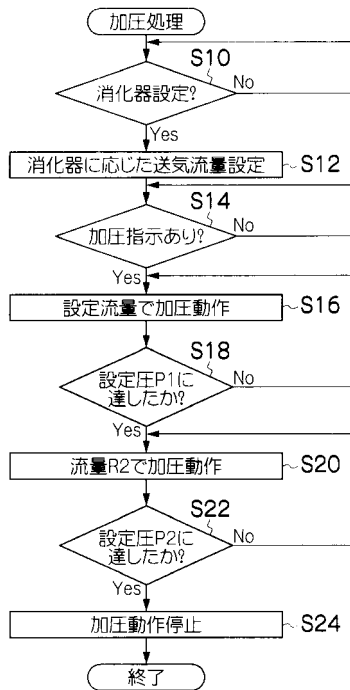 加圧処理
S10
消化器設定?
No
Yes
消化器に応じた送気流量設定
S12
S14
加圧指示あり?
No
Yes
設定流量で加圧動作
S16
S18
設定圧P1に
達したか?
No
Yes
流量R2で加圧動作
S20
S22
設定圧P2に
達したか?
No
Yes
加圧動作停止
S24
終了